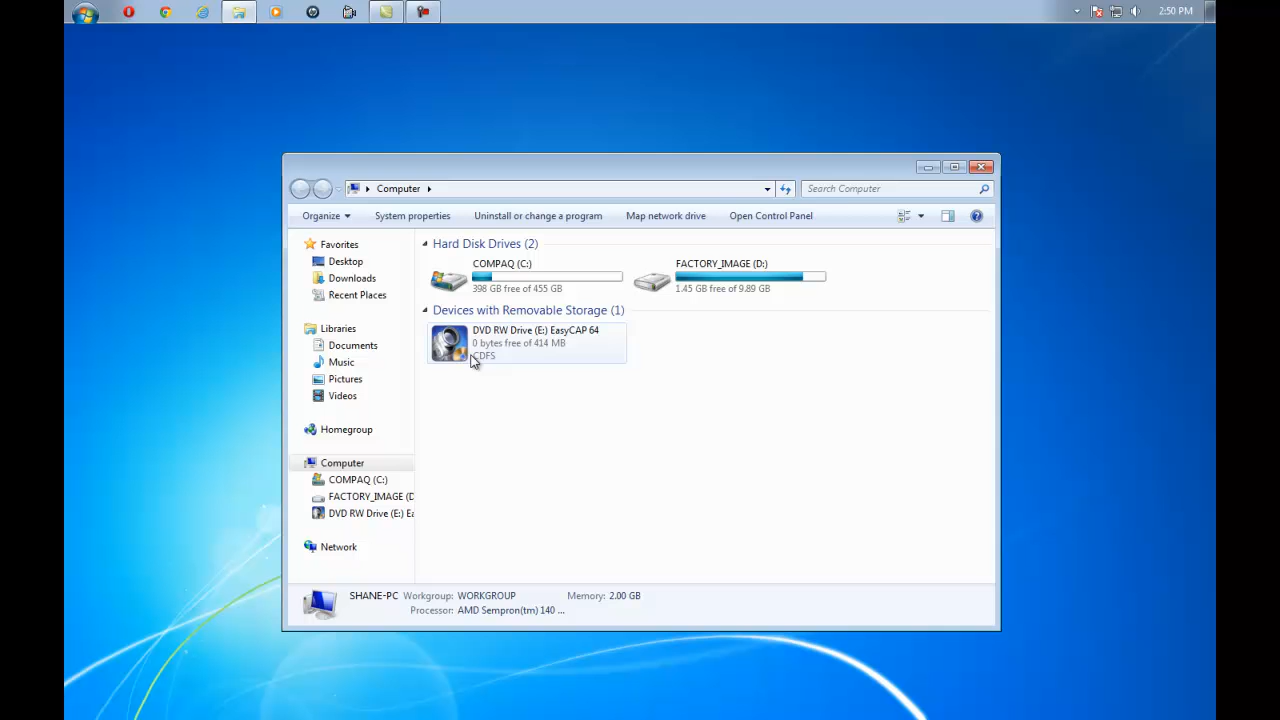 2:50 PM
Computer
Search Computer
Organize
System properties
Uninstall or change a program
Map network drive
Open Control Panel
Favorites
Desktop
Downloads
Recent Places
Libraries
Documents
Music
Pictures
Videos
Homegroup
Computer
COMPAQ (C:)
FACTORY_IMAGE (D
DVD RW Drive (E:) Ea
Network
Hard Disk Drives (2)
COMPAQ (C:)
398 GB free of 455 GB
FACTORY_IMAGE (D:)
1.45 GB free of 9.89 GB
Devices with Removable Storage (1)
DVD RW Drive (E:) EasyCAP 64
0 bytes free of 414 MB
CDFS
SHANE-PC Workgroup: WORKGROUP Memory: 2.00 GB
Processor: AMD Sempron(tm) 140 ...